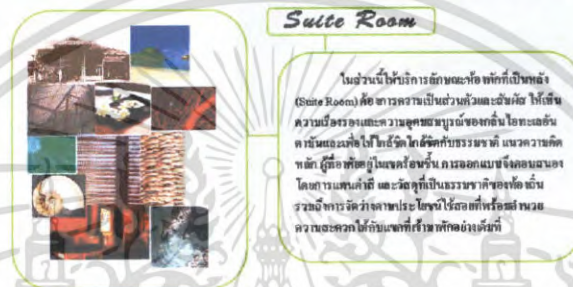 Suite Room
ในส่วนนี้ให้บริการลักษณะห้องพักที่เป็นหลัง
(Suite Room) ต้องการความเป็นส่วนตัวและสัมผัส ให้เห็น
ความเรืองรองและความอุดมสมบูรณ์ของกลิ่นไอทะเลอัน
ดามันและเพื่อให้ใกล้ชิดใกล้ชิดกับธรรมชาติ แนวความคิด
หลัก ผู้ที่อาศัยอยู่ในเขตร้อนชื้น การออกแบบจึงตอบสนอง
โดยการแทนค่าสี และวัสดุที่เป็นธรรมชาติของท้องถิ่น
รวมถึงการจัดวางตามประโยชน์ใช้สอยที่พร้อมอำนวย
ความสะดวกให้กับแขกที่เข้ามาพักอย่างเต็มที่